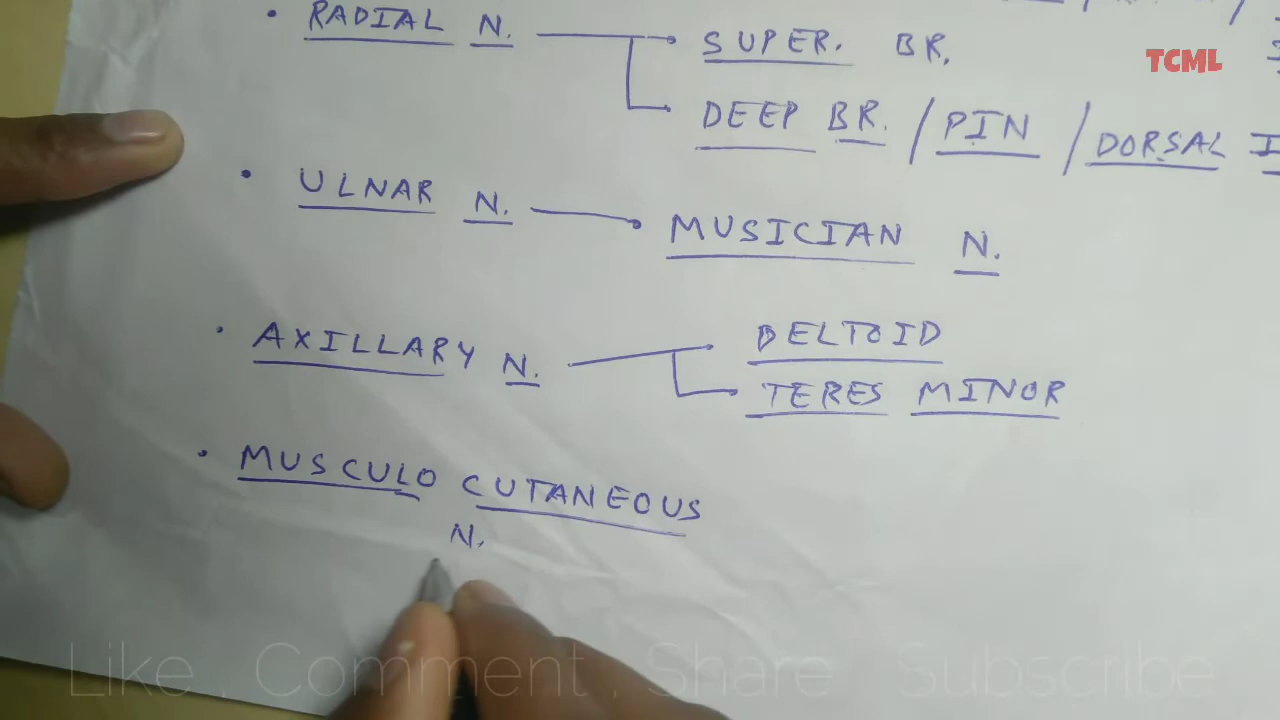 • RADIAL N. → SUPER. BR.
TCML
DEEP BR. / PIN / DORSAL I
• ULNAR N. → MUSICIAN N.
• AXILLARY N. → DELTOID
TERES MINOR
• MUSCULO CUTANEOUS
N.
Like , Comment , Share , Subscribe